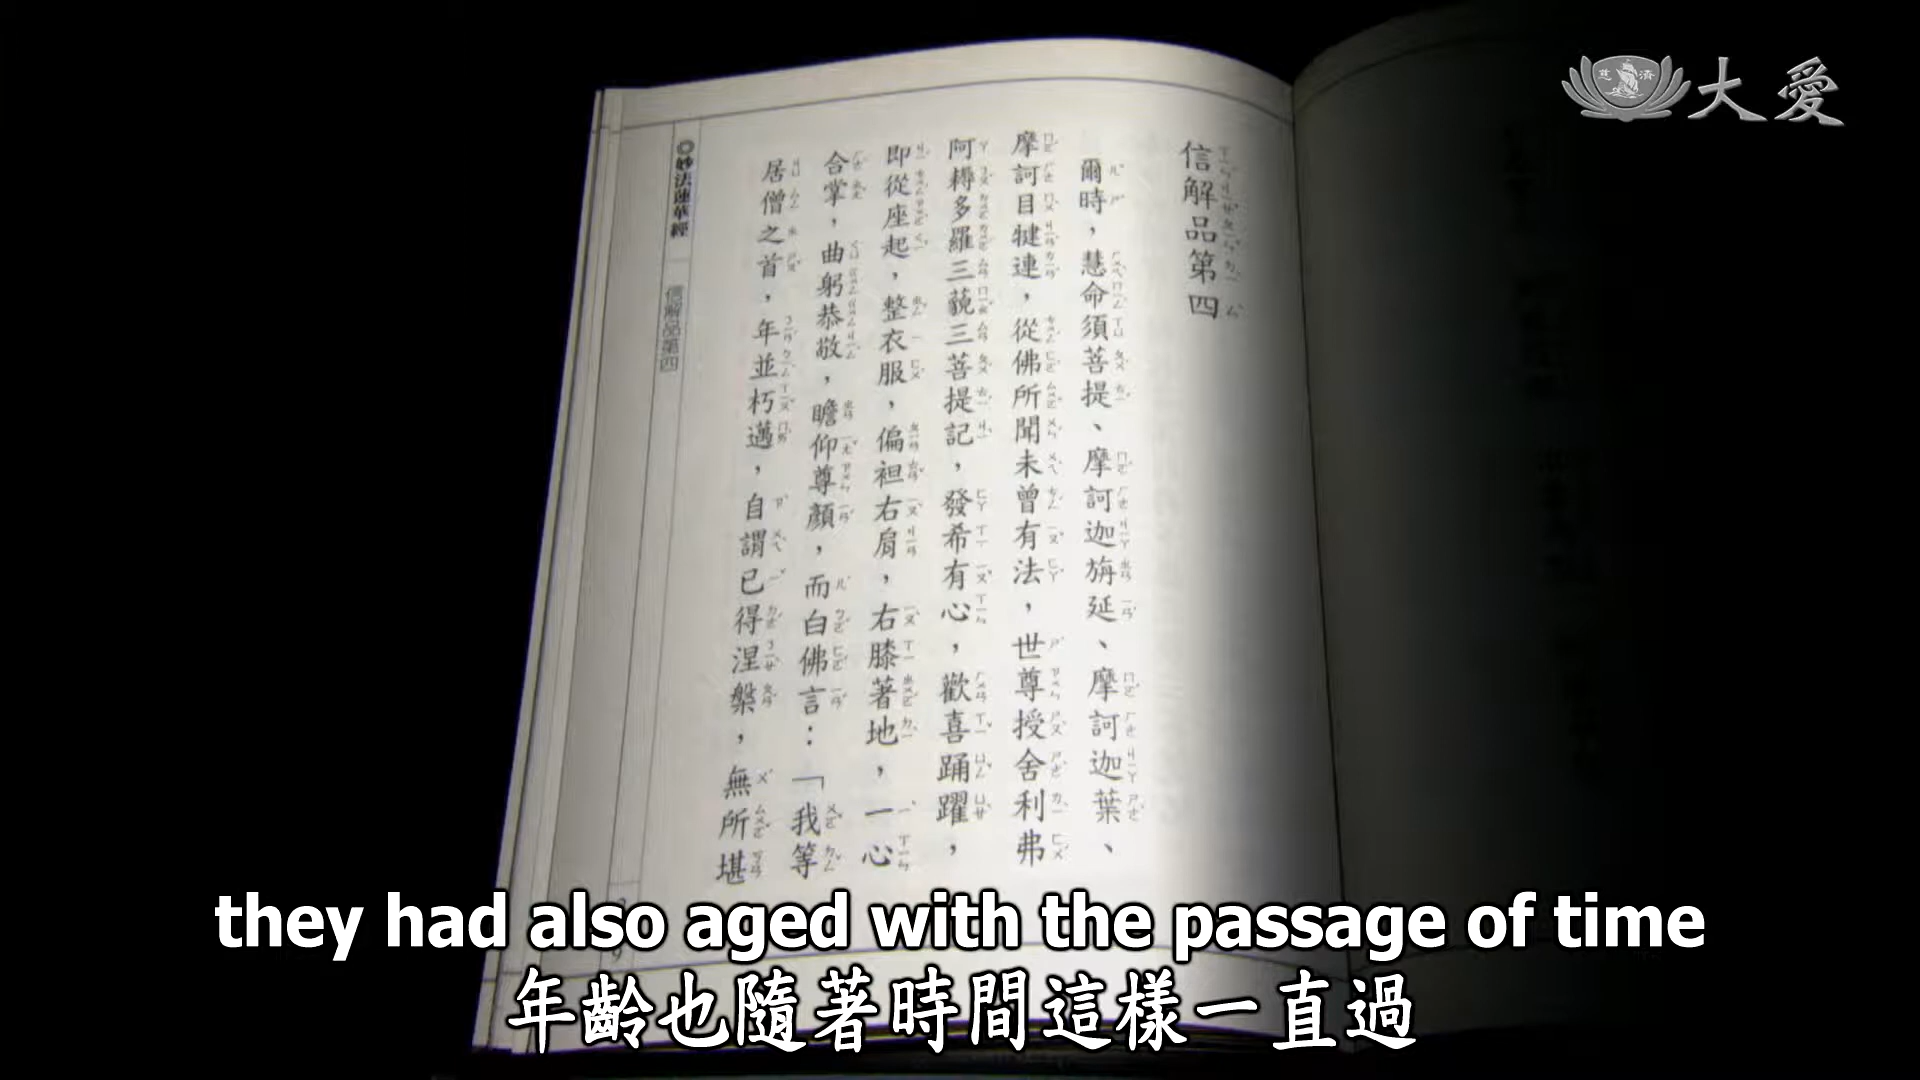 大愛
慈濟
信解品第四
爾時，慧命須菩提、摩訶迦旃延、摩訶迦葉、
摩訶目犍連，從佛所聞未曾有法，世尊授舍利弗
阿耨多羅三藐三菩提記，發希有心，歡喜踊躍，
即從座起，整衣服，偏袒右肩，右膝著地，一心
合掌，曲躬恭敬，瞻仰尊顏，而白佛言：「我等
居僧之首，年並朽邁，自謂已得涅槃，無所堪
◎妙法蓮華經 信解品第四
they had also aged with the passage of time
年齡也隨著時間這樣一直過